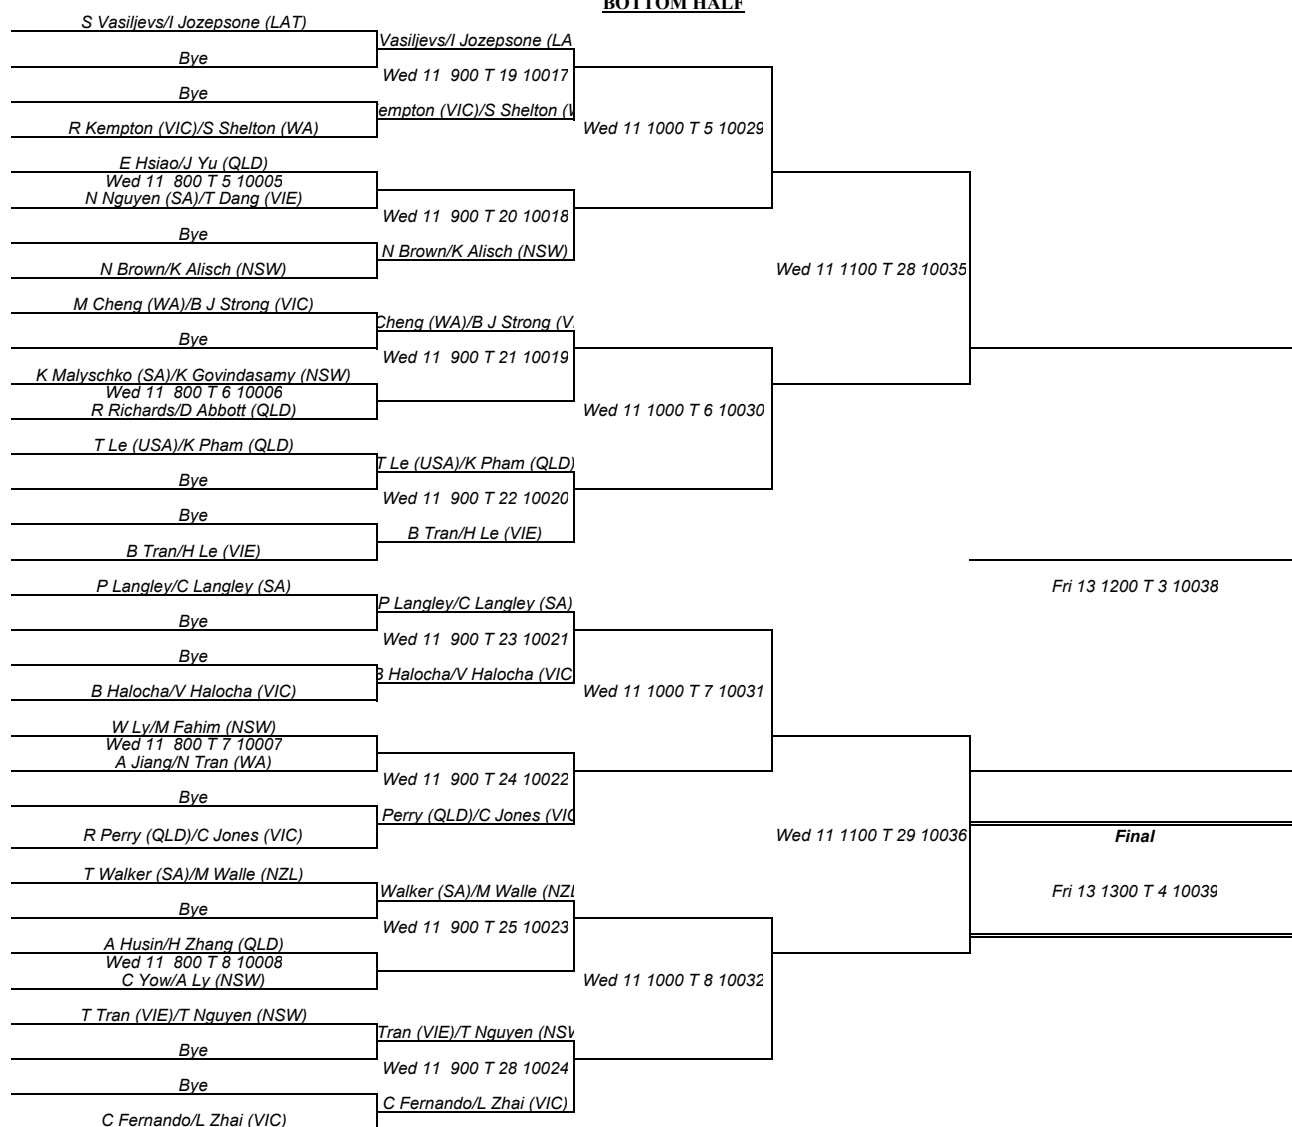 BOTTOM HALF
S Vasiljevs/I Jozepsone (LAT)
Vasiljevs/I Jozepsone (LA
Bye
Wed 11 900 T 19 10017
Bye
empton (VIC)/S Shelton (V
R Kempton (VIC)/S Shelton (WA)
Wed 11 1000 T 5 10029
E Hsiao/J Yu (QLD)
Wed 11 800 T 5 10005
N Nguyen (SA)/T Dang (VIE)
Wed 11 900 T 20 10018
Bye
N Brown/K Alisch (NSW)
N Brown/K Alisch (NSW)
Wed 11 1100 T 28 10035
M Cheng (WA)/B J Strong (VIC)
Cheng (WA)/B J Strong (V
Bye
Wed 11 900 T 21 10019
K Malyschko (SA)/K Govindasamy (NSW)
Wed 11 800 T 6 10006
R Richards/D Abbott (QLD)
Wed 11 1000 T 6 10030
T Le (USA)/K Pham (QLD)
T Le (USA)/K Pham (QLD)
Bye
Wed 11 900 T 22 10020
Bye
B Tran/H Le (VIE)
B Tran/H Le (VIE)
P Langley/C Langley (SA)
Fri 13 1200 T 3 10038
P Langley/C Langley (SA)
Bye
Wed 11 900 T 23 10021
Bye
B Halocha/V Halocha (VIC
B Halocha/V Halocha (VIC)
Wed 11 1000 T 7 10031
W Ly/M Fahim (NSW)
Wed 11 800 T 7 10007
A Jiang/N Tran (WA)
Wed 11 900 T 24 10022
Bye
Perry (QLD)/C Jones (VIC
R Perry (QLD)/C Jones (VIC)
Wed 11 1100 T 29 10036
Final
T Walker (SA)/M Walle (NZL)
Walker (SA)/M Walle (NZL
Fri 13 1300 T 4 10039
Bye
Wed 11 900 T 25 10023
A Husin/H Zhang (QLD)
Wed 11 800 T 8 10008
C Yow/A Ly (NSW)
Wed 11 1000 T 8 10032
T Tran (VIE)/T Nguyen (NSW)
Tran (VIE)/T Nguyen (NSW
Bye
Wed 11 900 T 28 10024
Bye
C Fernando/L Zhai (VIC)
C Fernando/L Zhai (VIC)